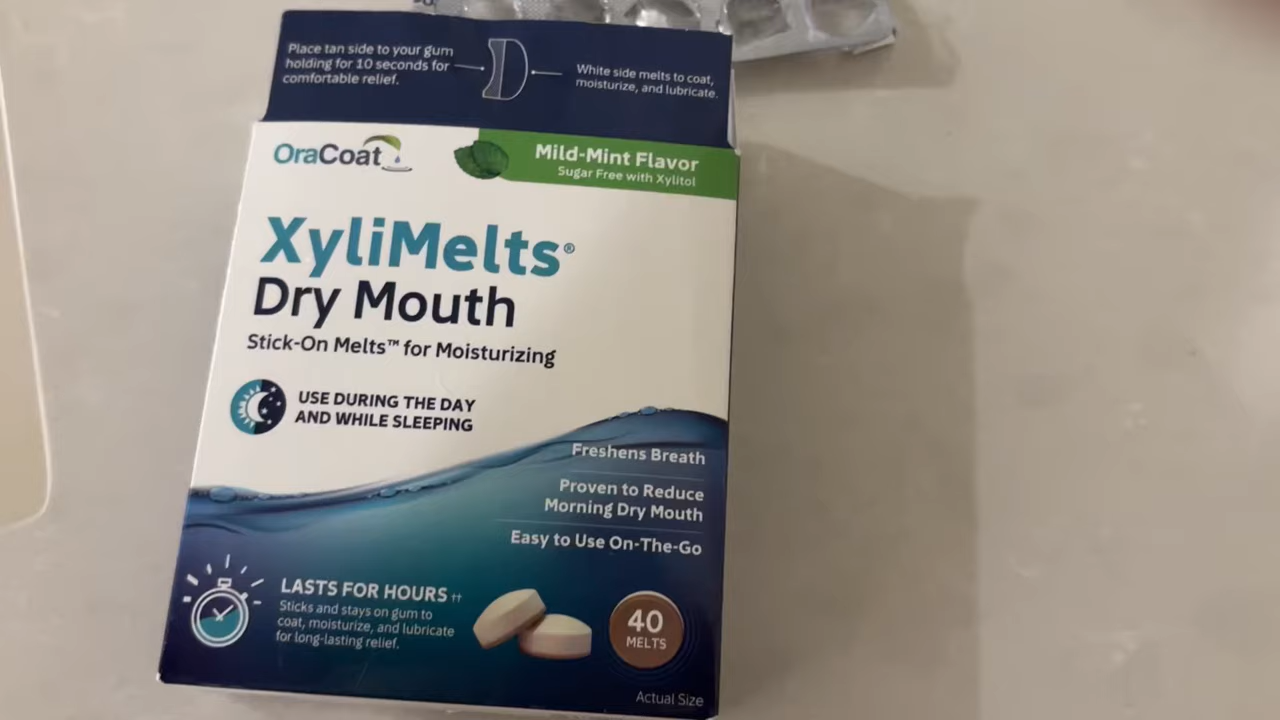 Place tan side to your gum
holding for 10 seconds for
comfortable relief.
White side melts to coat,
moisturize, and lubricate.
OraCoat
Mild-Mint Flavor
Sugar Free with Xylitol
XyliMelts®
Dry Mouth
Stick-On Melts™ for Moisturizing
USE DURING THE DAY
AND WHILE SLEEPING
Freshens Breath
Proven to Reduce
Morning Dry Mouth
Easy to Use On-The-Go
LASTS FOR HOURS ††
Sticks and stays on gum to
coat, moisturize, and lubricate
for long-lasting relief.
40
MELTS
Actual Size